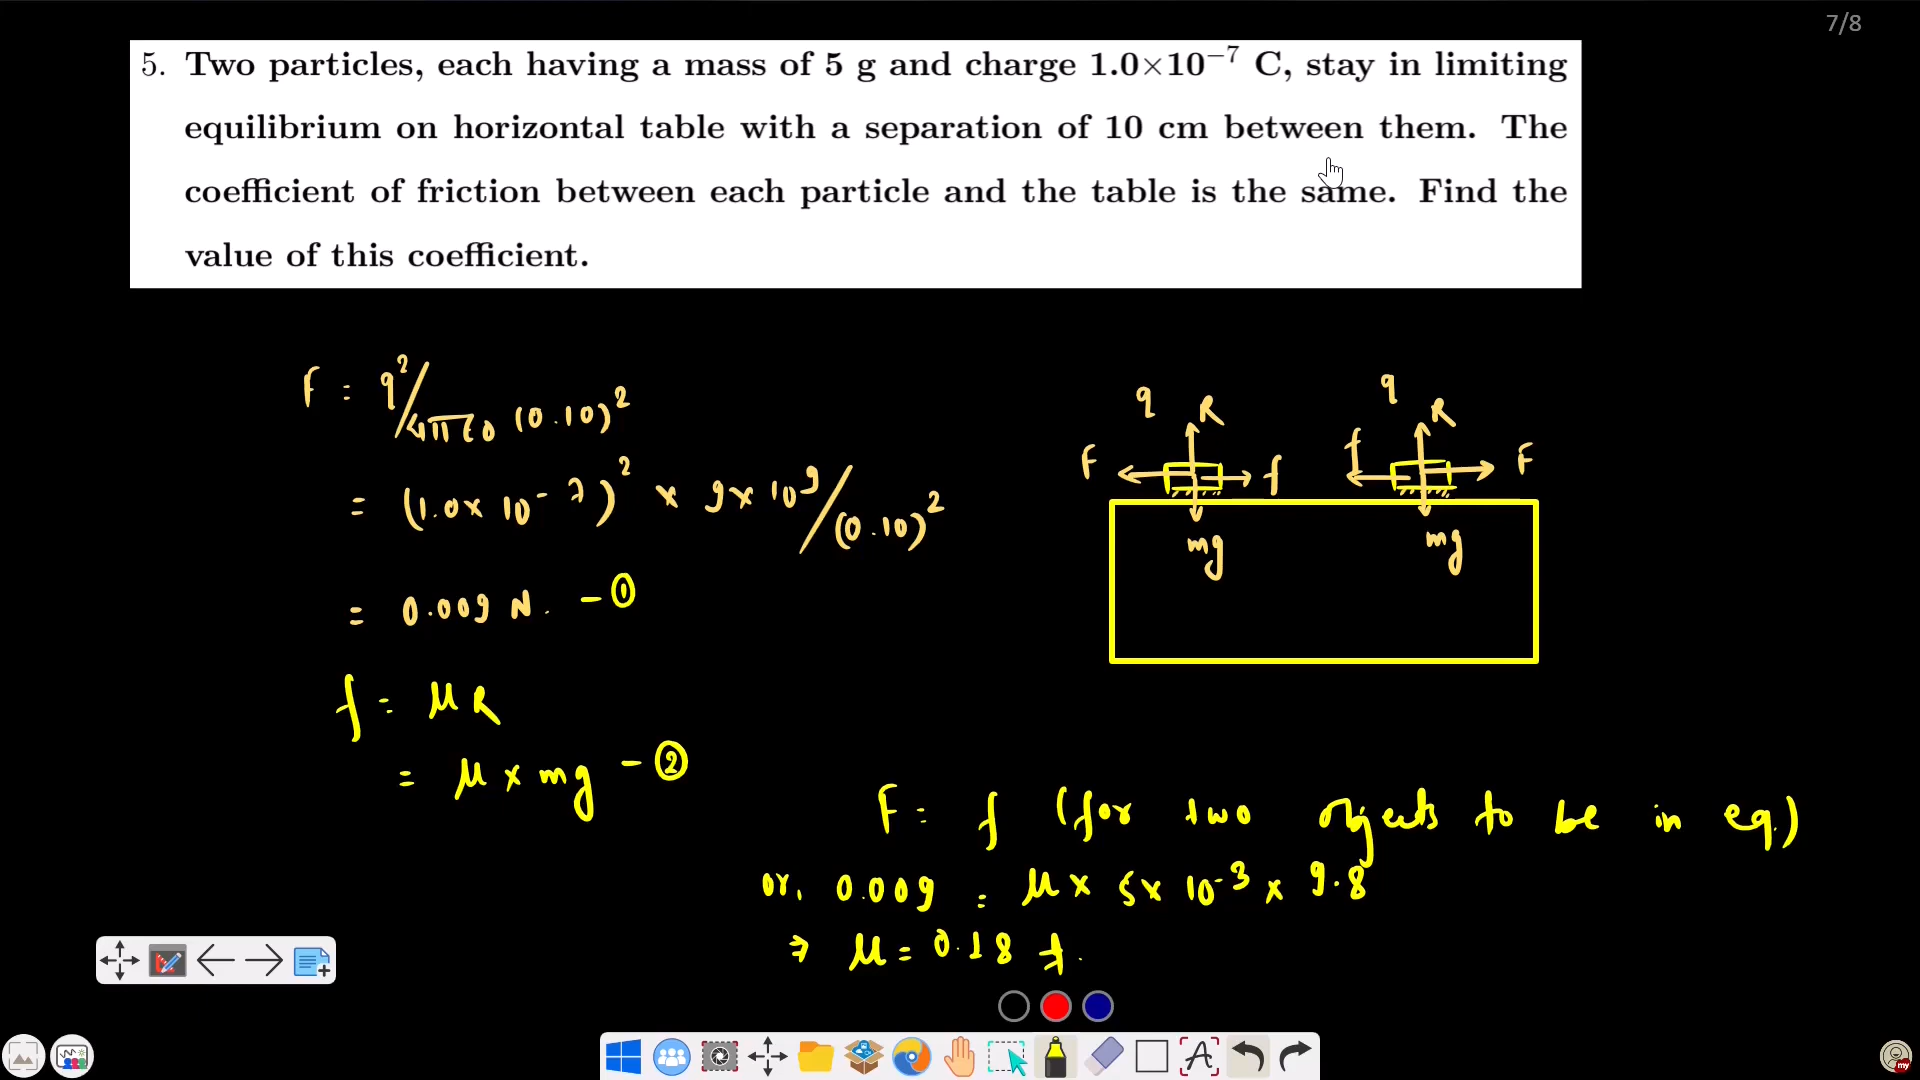 7/8
5. Two particles, each having a mass of 5 g and charge 1.0×10⁻⁷ C, stay in limiting
equilibrium on horizontal table with a separation of 10 cm between them. The
coefficient of friction between each particle and the table is the same. Find the
value of this coefficient.
F = q²/4π∈0 (0.10)²
= (1.0× 10⁻⁷)² × 9× 10⁹/(0.10)²
= 0.009 N. – ①
f = μR
= μ × mg – ②
q R q R
F f f F
mg mg
F = f (for two objects to be in eq.)
or, 0.009 = μ × 5× 10⁻³ × 9.8
⇒ μ = 0.18
A
my